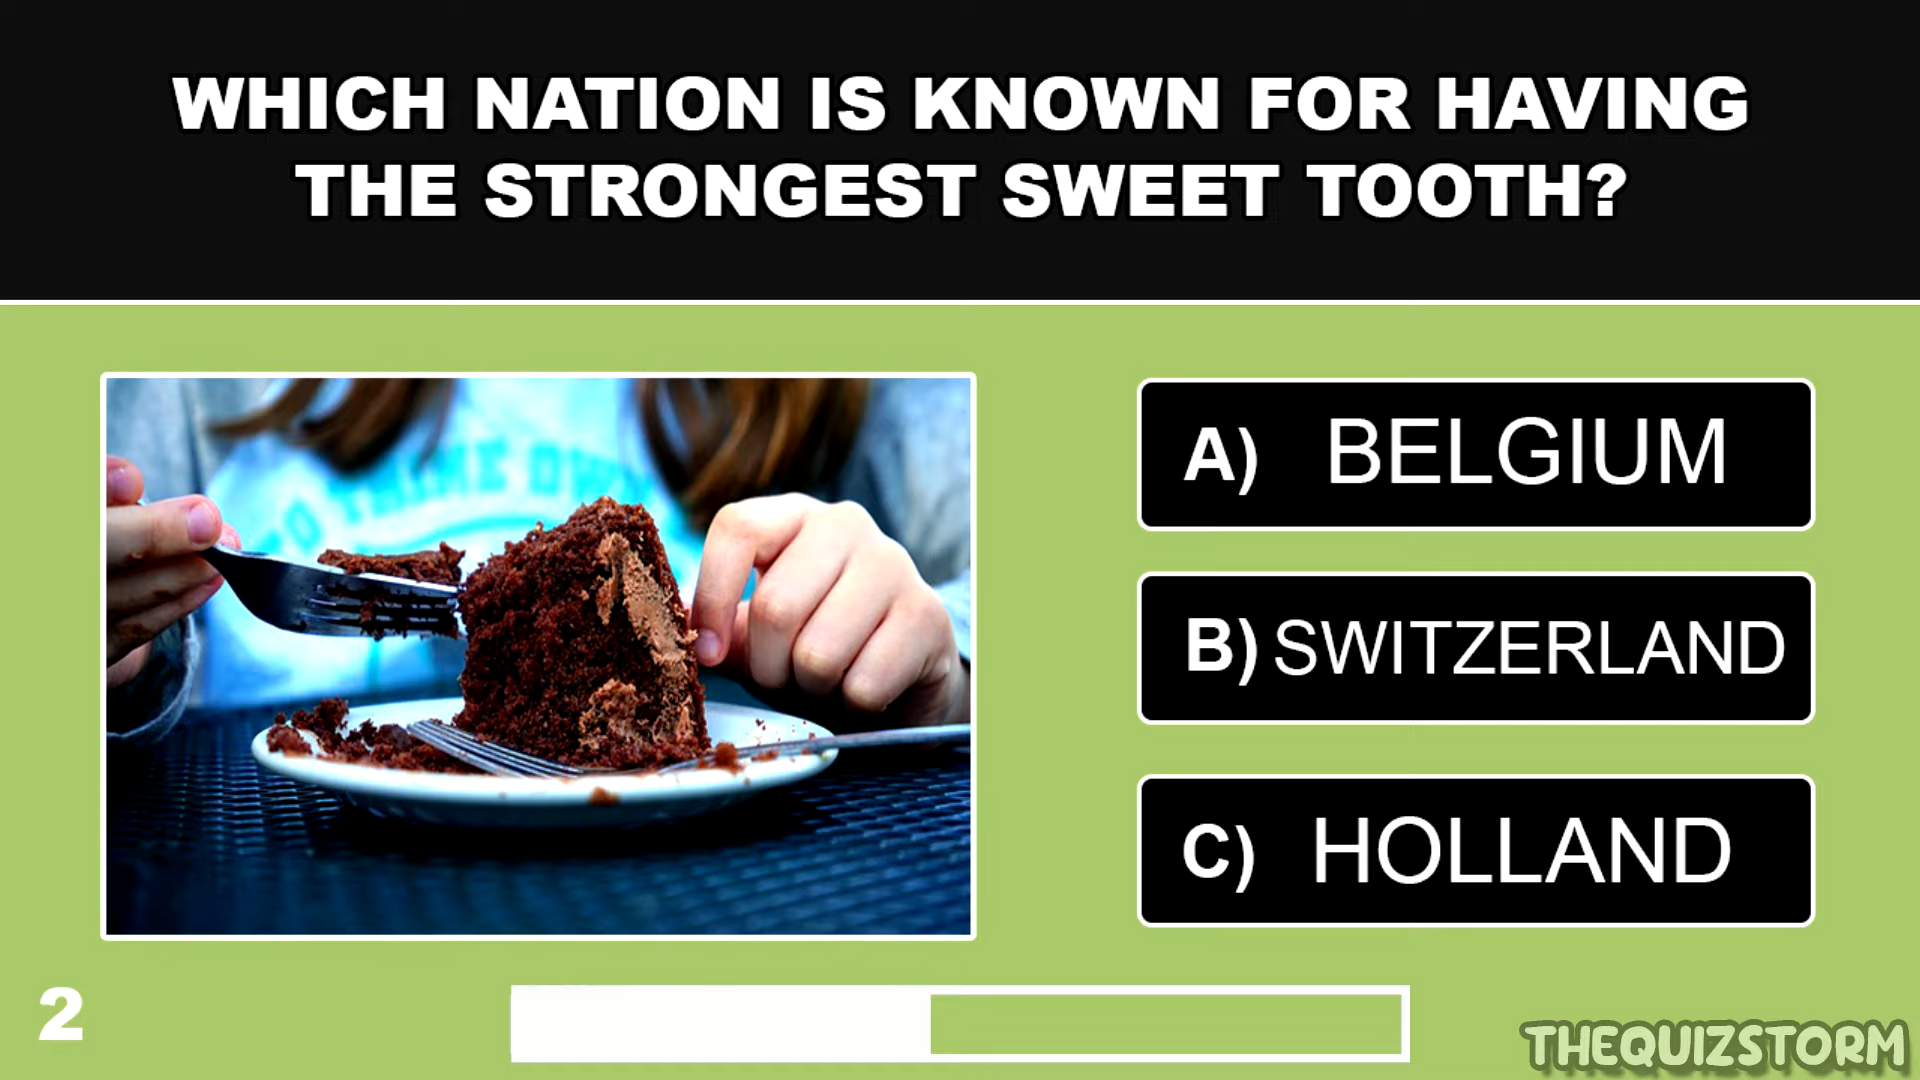 WHICH NATION IS KNOWN FOR HAVING
THE STRONGEST SWEET TOOTH?
A) BELGIUM
B) SWITZERLAND
C) HOLLAND
2
THEQUIZSTORM